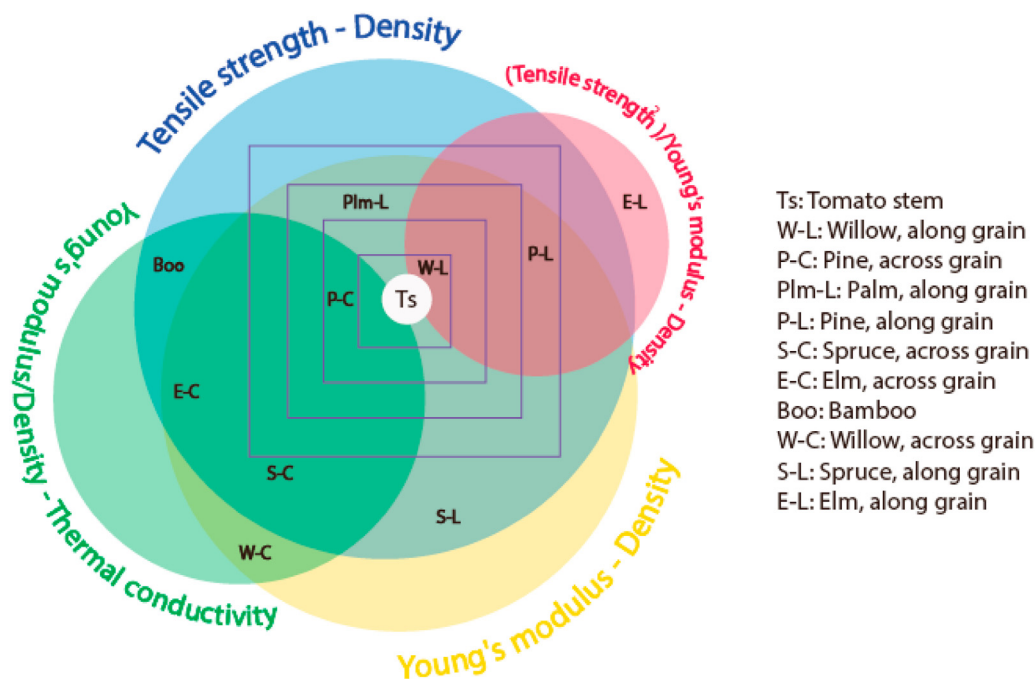 Tensile strength - Density
(Tensile strength²)/Young's modulus - Density
Young's modulus/Density - Thermal conductivity
Young's modulus - Density
Plm-L
E-L
Boo
W-L
P-L
P-C
Ts
E-C
S-C
S-L
W-C
Ts: Tomato stem
W-L: Willow, along grain
P-C: Pine, across grain
Plm-L: Palm, along grain
P-L: Pine, along grain
S-C: Spruce, across grain
E-C: Elm, across grain
Boo: Bamboo
W-C: Willow, across grain
S-L: Spruce, along grain
E-L: Elm, along grain